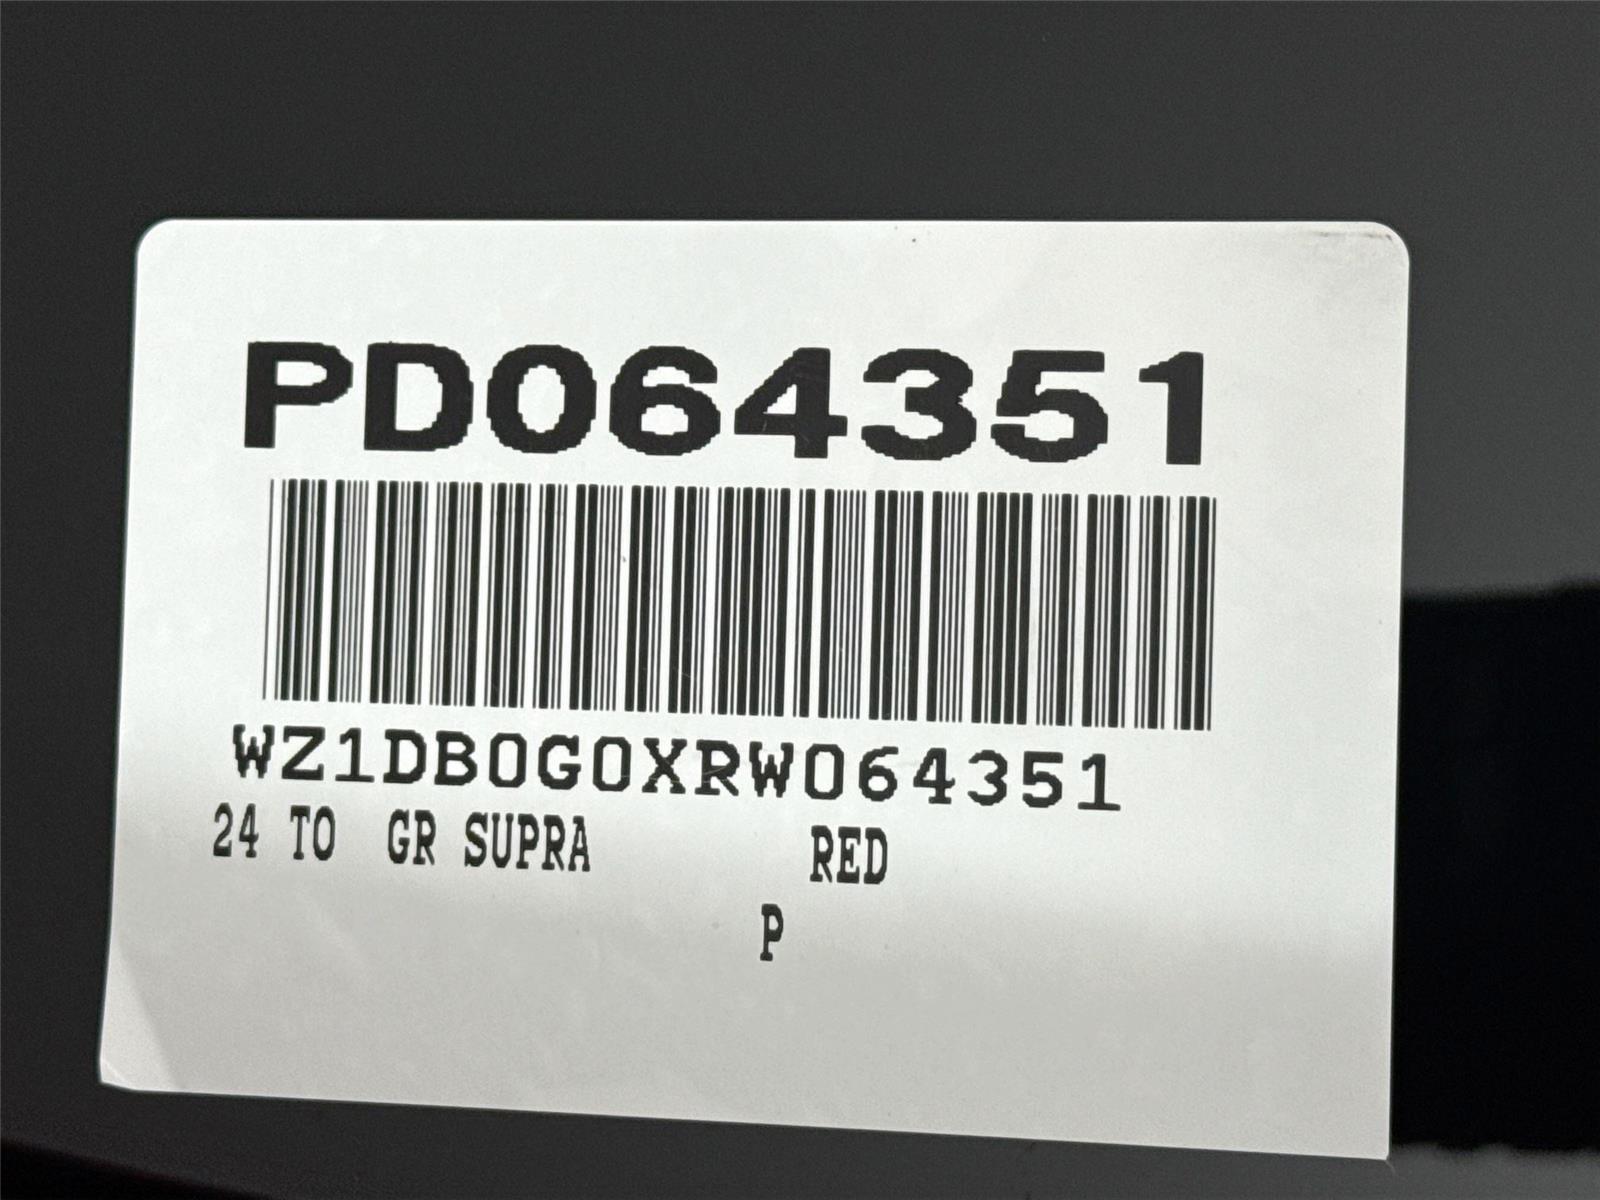 PD064351
WZ1DB0G0XRW064351
24 TO GR SUPRA RED
P